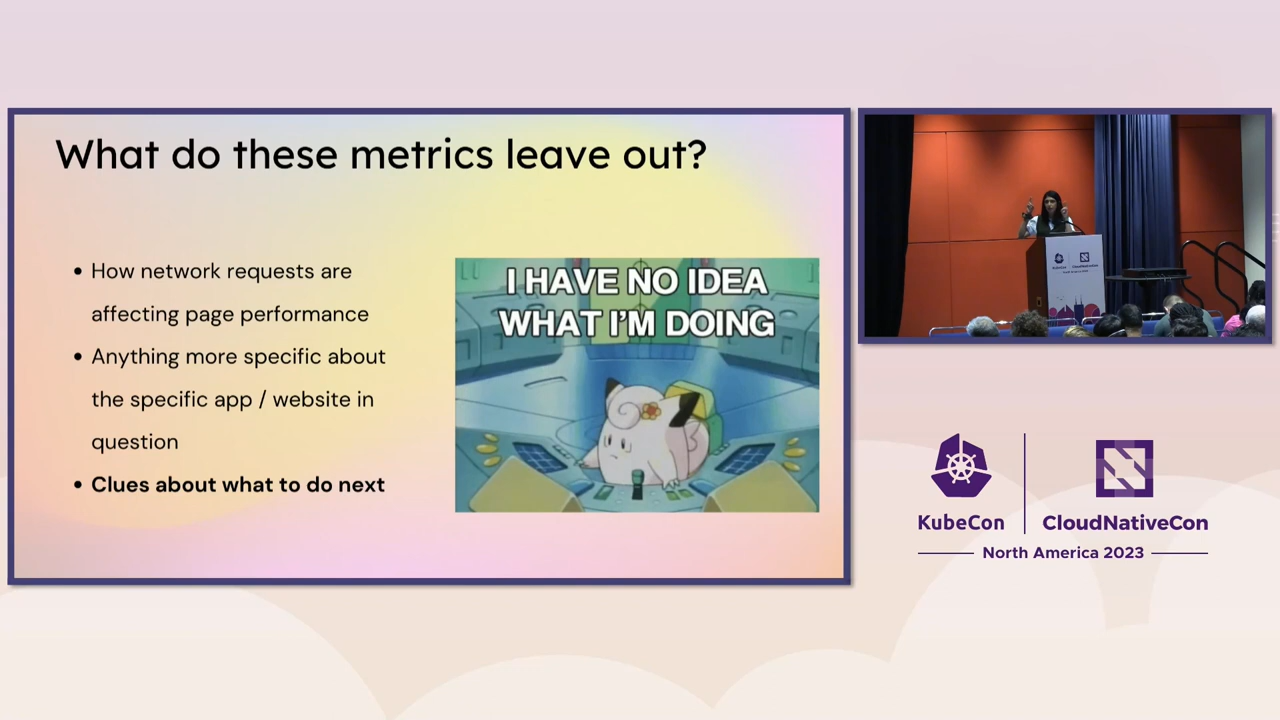 What do these metrics leave out?
• How network requests are
affecting page performance
• Anything more specific about
the specific app / website in
question
• Clues about what to do next
I HAVE NO IDEA
WHAT I'M DOING
KubeCon
CloudNativeCon
North America 2023
KubeCon
CloudNativeCon